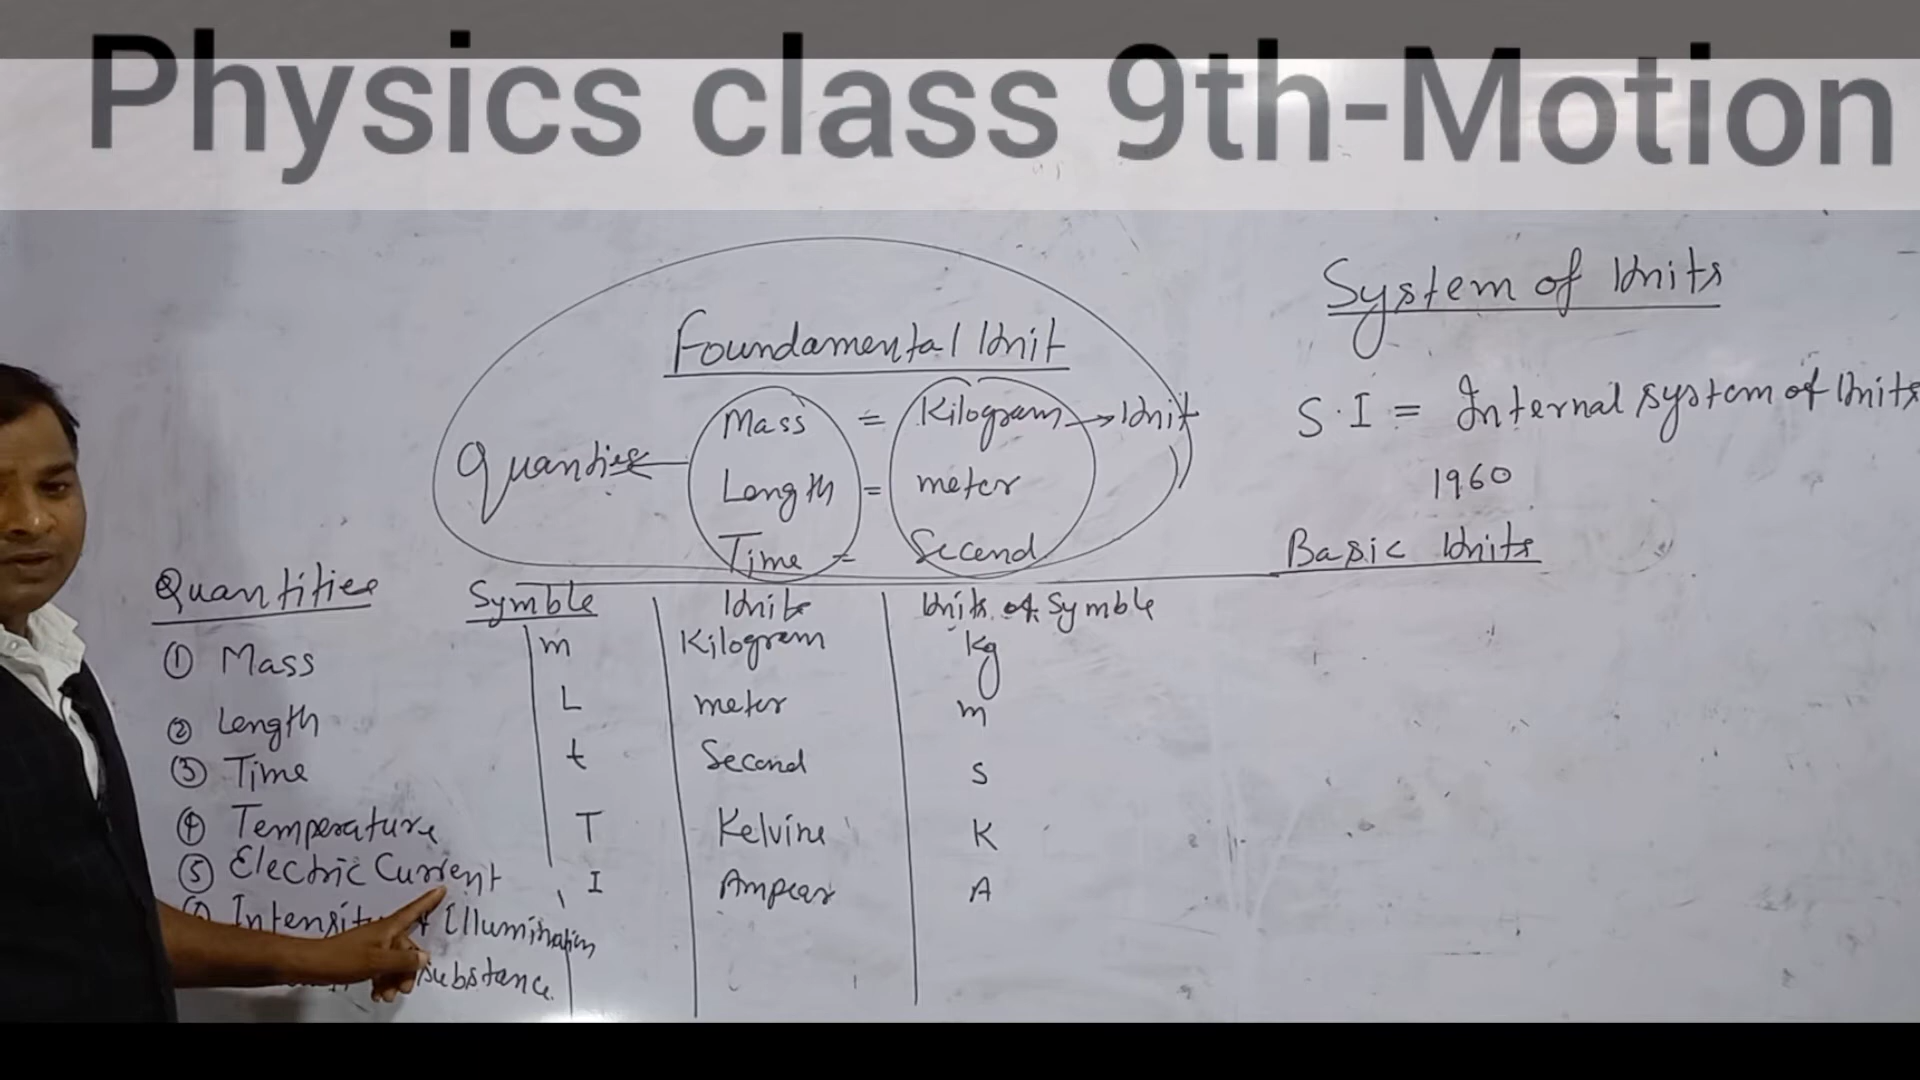 Physics class 9th-Motion
System of Units
Foundamental Unit
S.I = Internal system of Units
1960
Mass = Kilogram → Unit
Quanties ← Length = meter
Time = Second
Basic Units
Quantities Symble Units Units of Symble
① Mass m Kilogram kg
② Length L meter m
③ Time t Second s
④ Temperature T Kelvine K
⑤ Electric Current I Ampear A
Illumination
substance